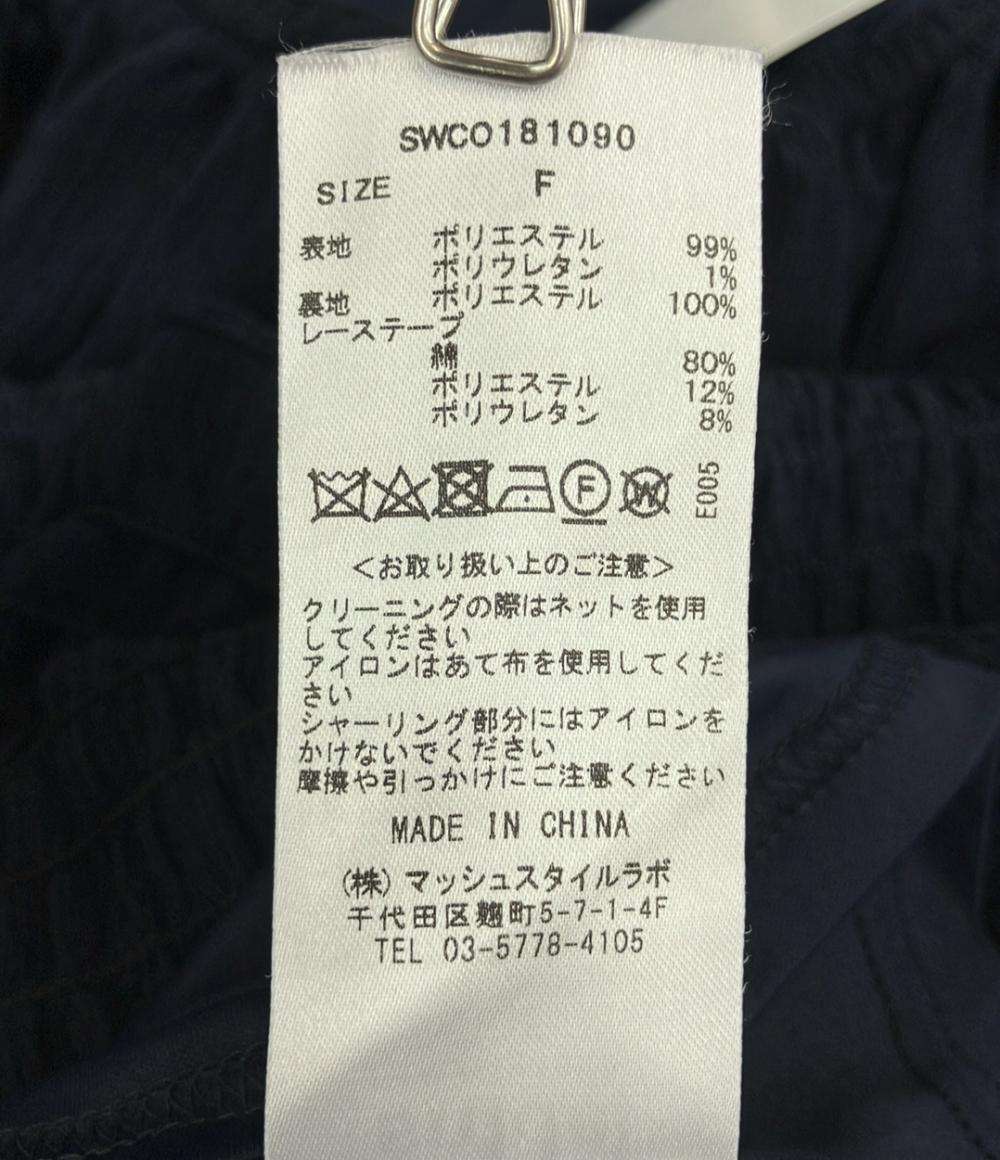 SWCO181090
SIZE F
表地 ポリエステル 99%
ポリウレタン 1%
裏地 ポリエステル 100%
レーステープ
綿 80%
ポリエステル 12%
ポリウレタン 8%
F W E005
<お取り扱い上のご注意>
クリーニングの際はネットを使用
してください
アイロンはあて布を使用してくだ
さい
シャーリング部分にはアイロンを
かけないでください
摩擦や引っかけにご注意ください
MADE IN CHINA
(株)マッシュスタイルラボ
千代田区麹町5-7-1-4F
TEL 03-5778-4105